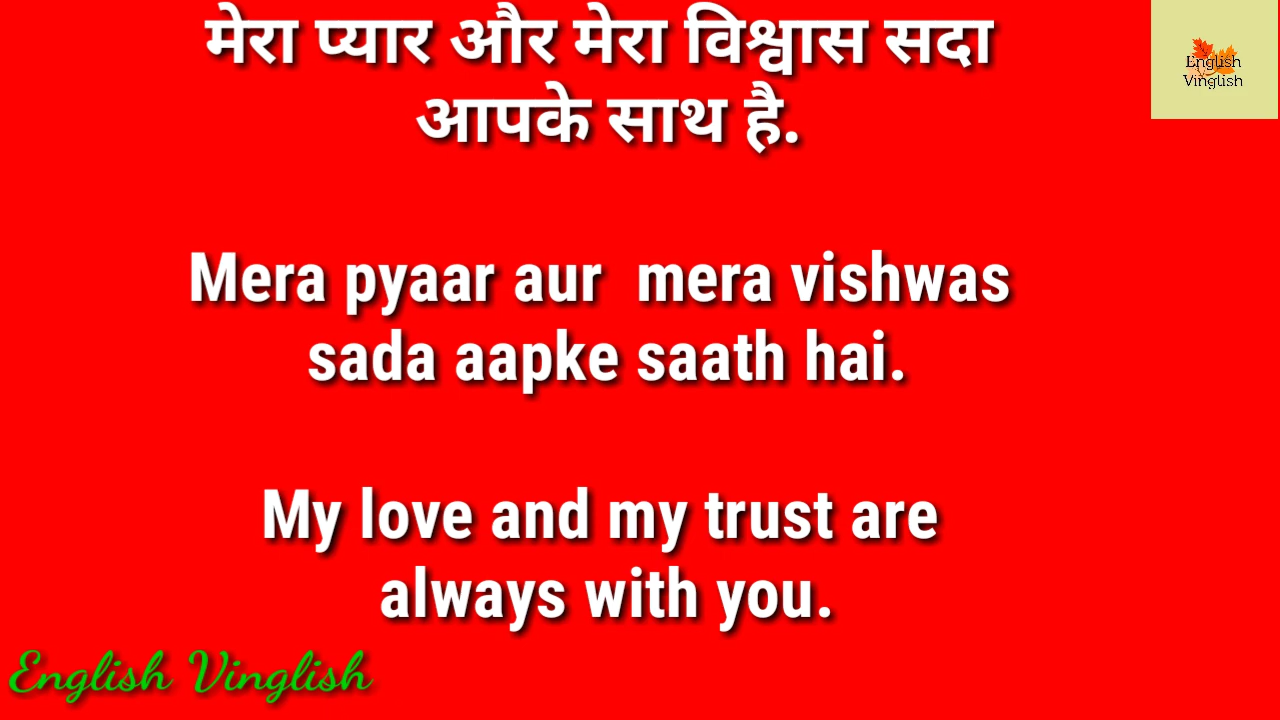 मेरा प्यार और मेरा विश्वास सदा
आपके साथ है.
English
Vinglish
Mera pyaar aur  mera vishwas
sada aapke saath hai.
My love and my trust are
always with you.
English Vinglish